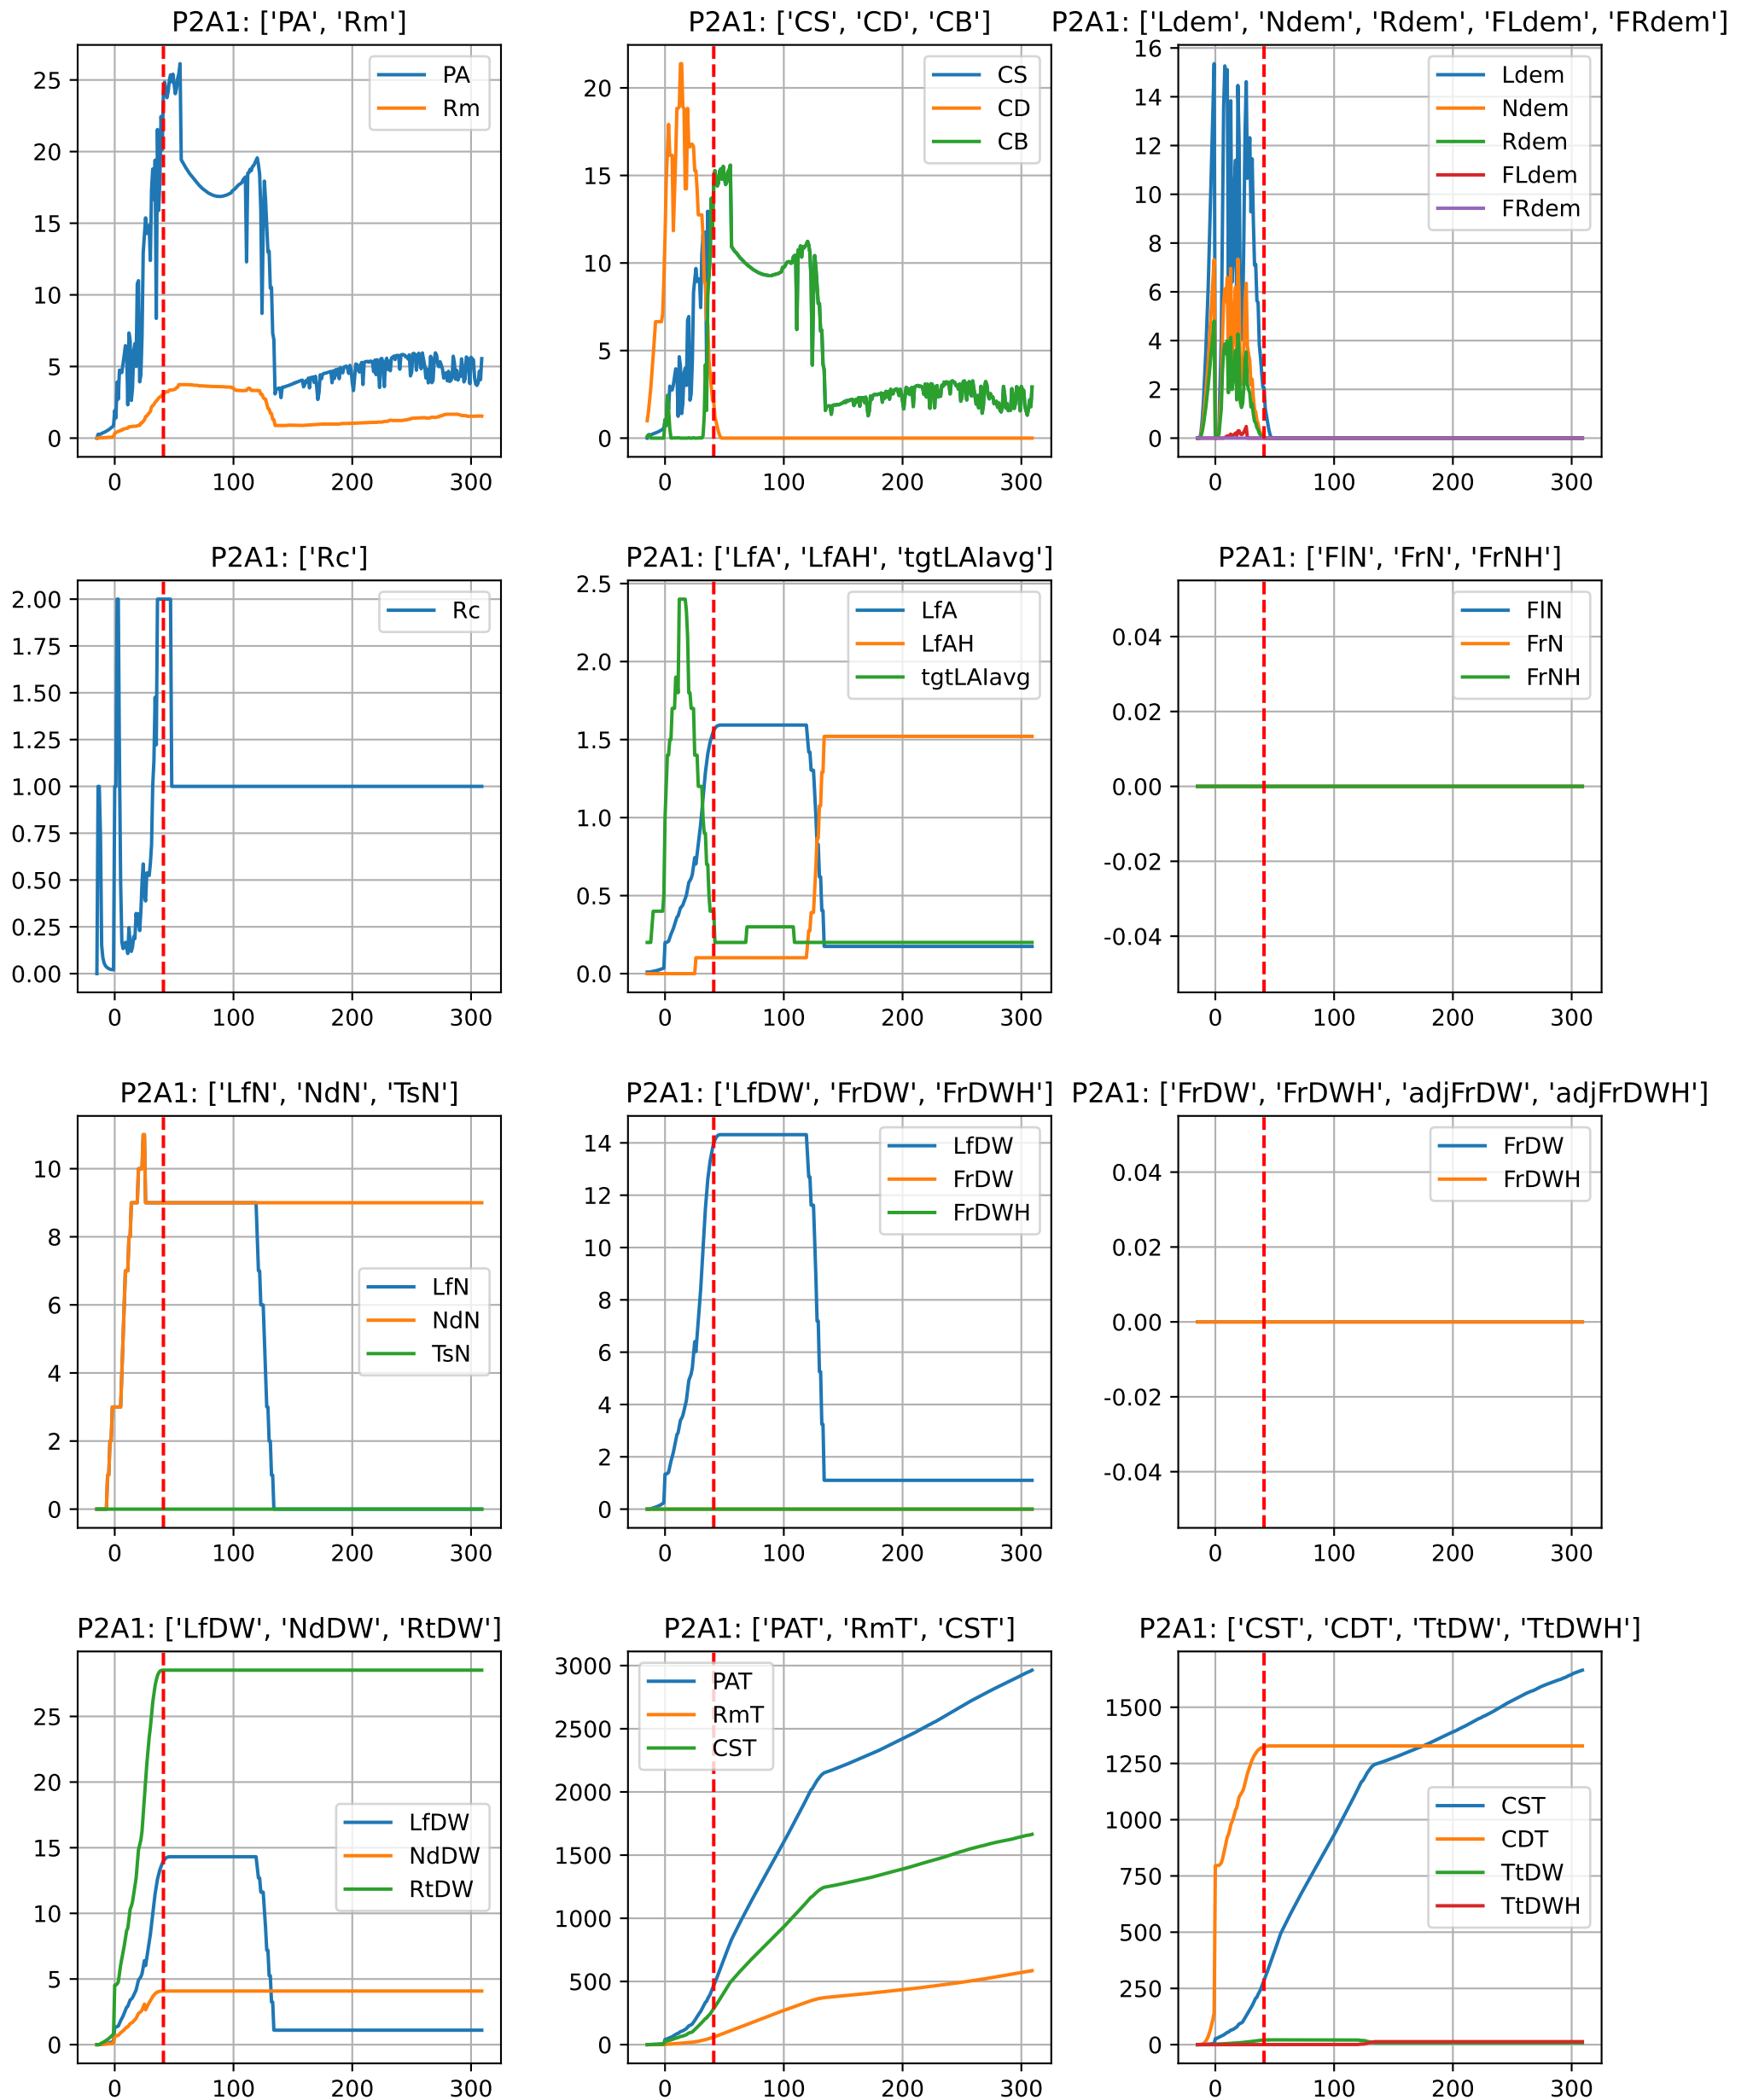 P2A1: ['PA', 'Rm']
25
20
15
10
5
0
0 100 200 300
PA
Rm
P2A1: ['CS', 'CD', 'CB']
20
15
10
5
0
0 100 200 300
CS
CD
CB
P2A1: ['Ldem', 'Ndem', 'Rdem', 'FLdem', 'FRdem']
16
14
12
10
8
6
4
2
0
0 100 200 300
Ldem
Ndem
Rdem
FLdem
FRdem
P2A1: ['Rc']
2.00
1.75
1.50
1.25
1.00
0.75
0.50
0.25
0.00
0 100 200 300
Rc
P2A1: ['LfA', 'LfAH', 'tgtLAIavg']
2.5
2.0
1.5
1.0
0.5
0.0
0 100 200 300
LfA
LfAH
tgtLAIavg
P2A1: ['FlN', 'FrN', 'FrNH']
0.04
0.02
0.00
-0.02
-0.04
0 100 200 300
FlN
FrN
FrNH
P2A1: ['LfN', 'NdN', 'TsN']
10
8
6
4
2
0
0 100 200 300
LfN
NdN
TsN
P2A1: ['LfDW', 'FrDW', 'FrDWH']
14
12
10
8
6
4
2
0
0 100 200 300
LfDW
FrDW
FrDWH
P2A1: ['FrDW', 'FrDWH', 'adjFrDW', 'adjFrDWH']
0.04
0.02
0.00
-0.02
-0.04
0 100 200 300
FrDW
FrDWH
P2A1: ['LfDW', 'NdDW', 'RtDW']
25
20
15
10
5
0
0 100 200 300
LfDW
NdDW
RtDW
P2A1: ['PAT', 'RmT', 'CST']
3000
2500
2000
1500
1000
500
0
0 100 200 300
PAT
RmT
CST
P2A1: ['CST', 'CDT', 'TtDW', 'TtDWH']
1500
1250
1000
750
500
250
0
0 100 200 300
CST
CDT
TtDW
TtDWH